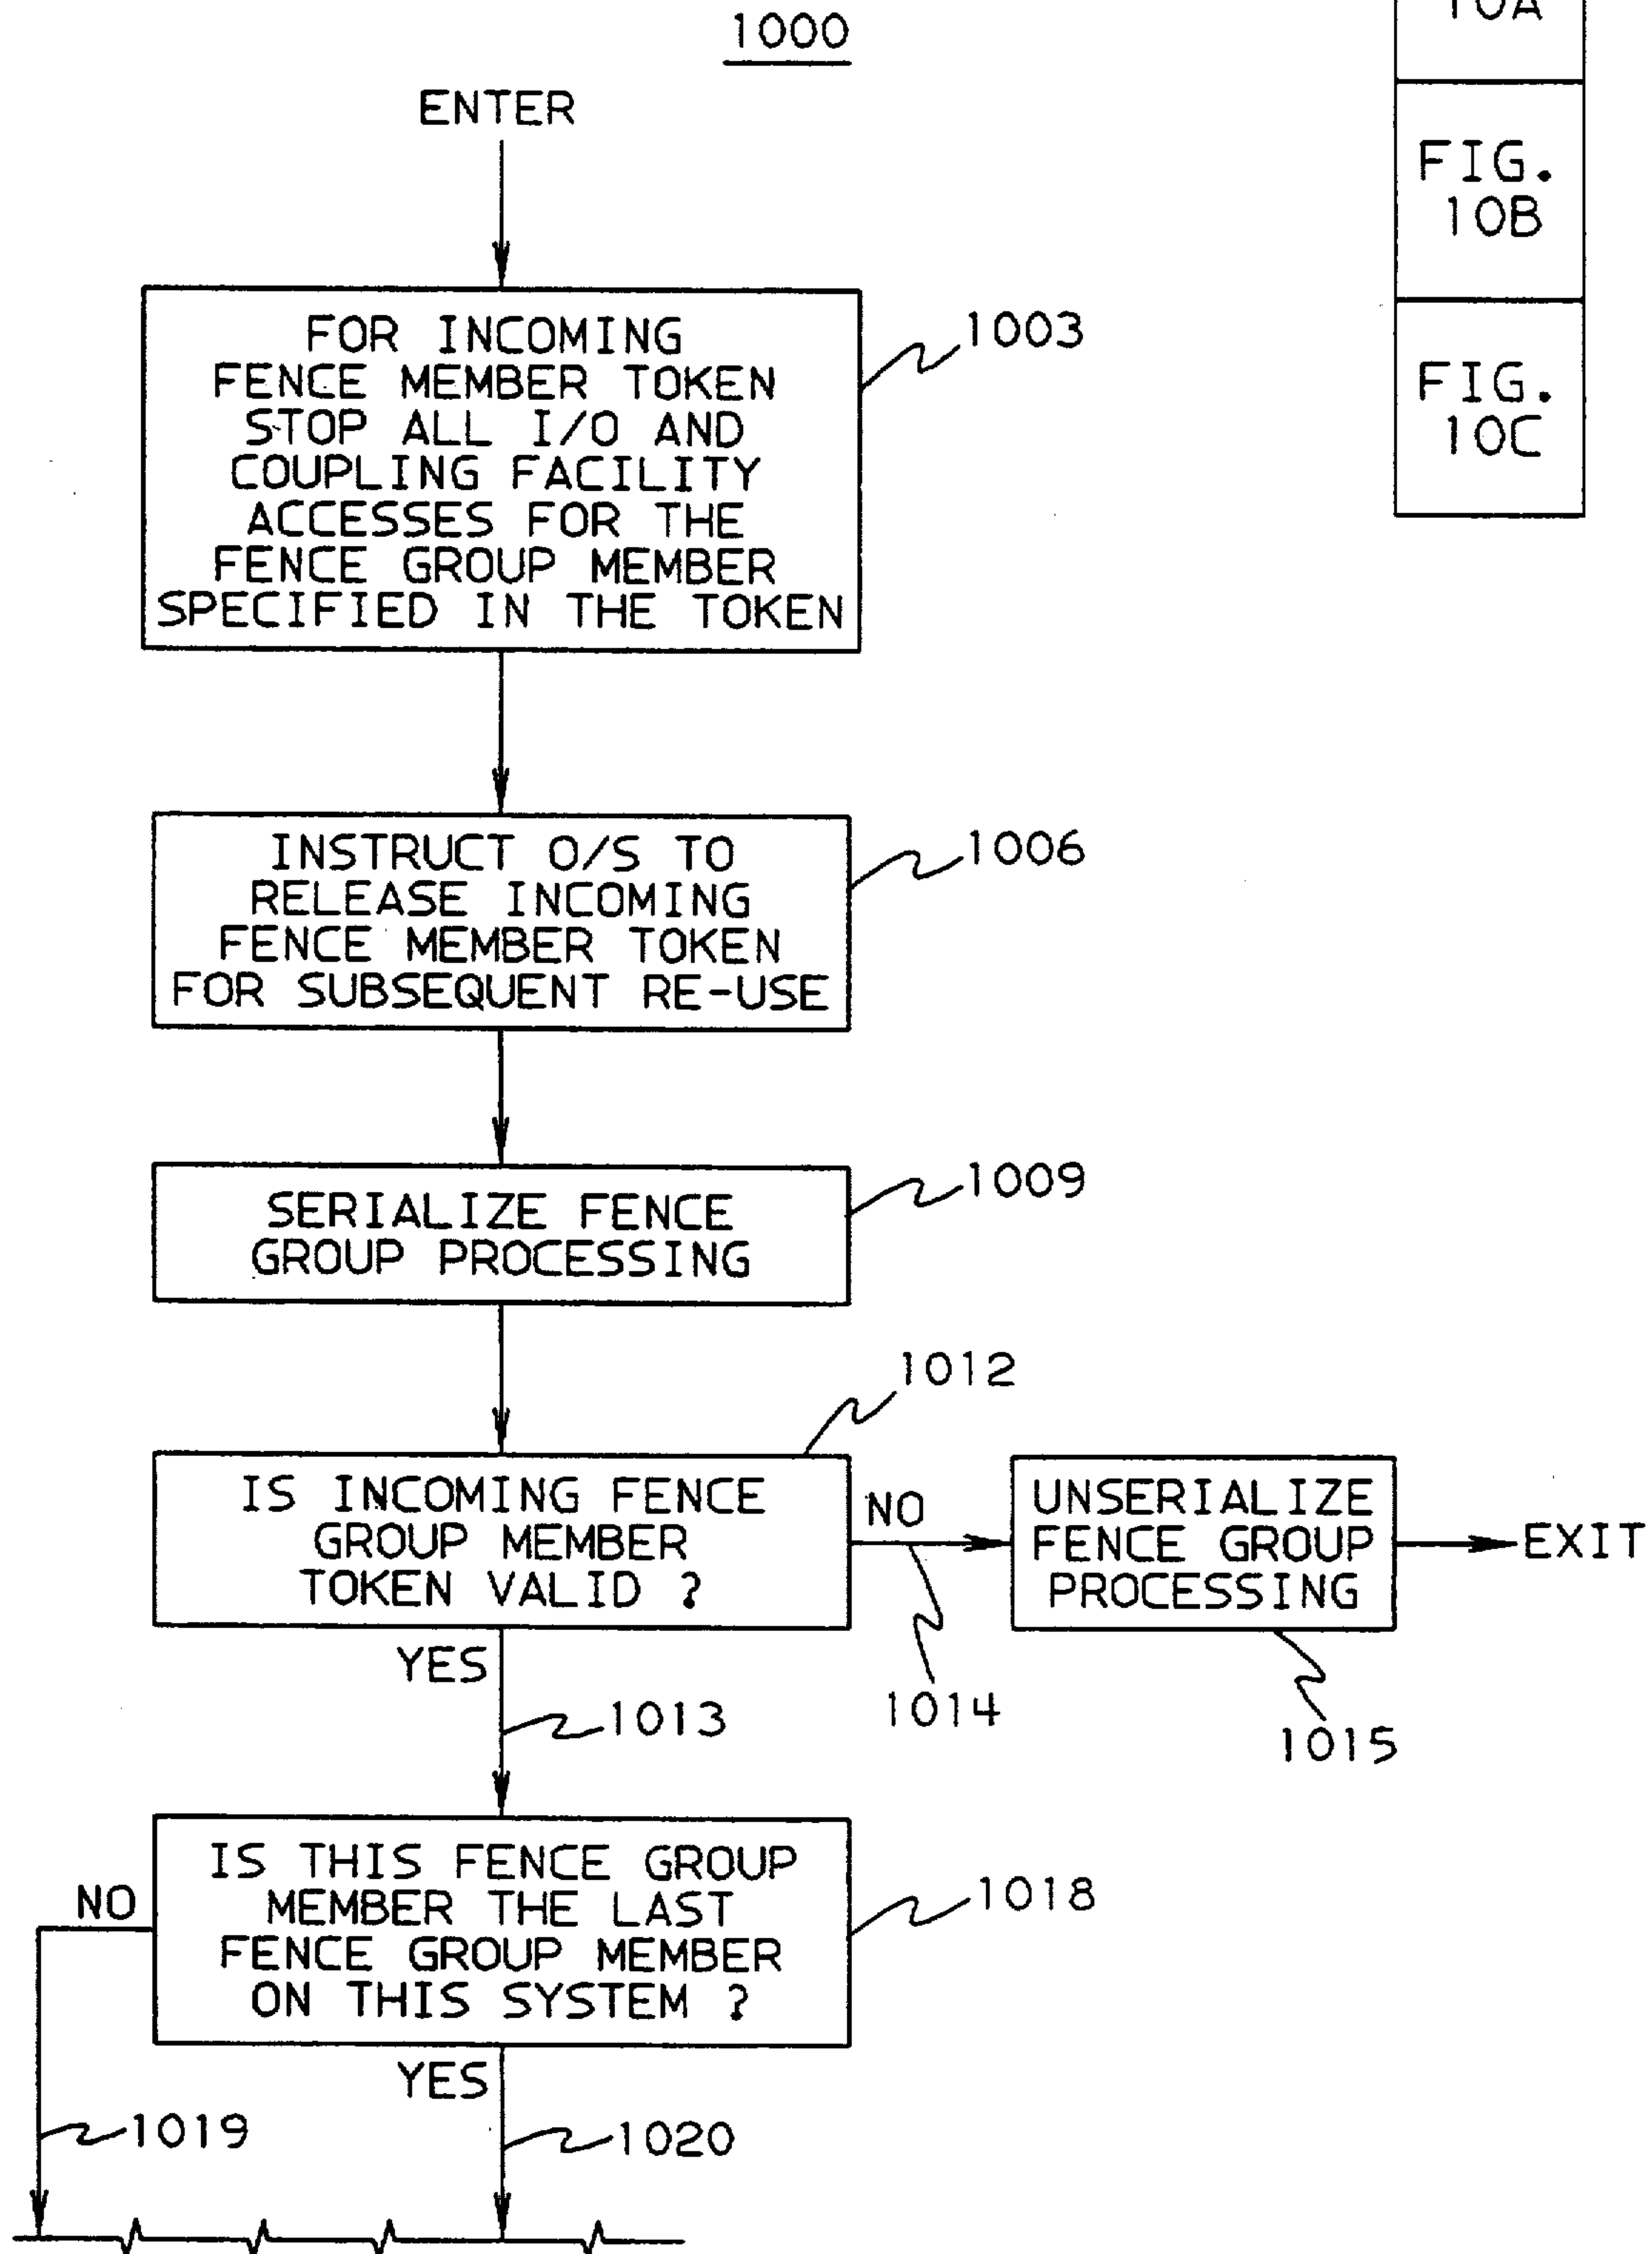 1000
10A
FIG.
10B
FIG.
10C
ENTER
FOR INCOMING
FENCE MEMBER TOKEN
STOP ALL I/O AND
COUPLING FACILITY
ACCESSES FOR THE
FENCE GROUP MEMBER
SPECIFIED IN THE TOKEN
1003
INSTRUCT O/S TO
RELEASE INCOMING
FENCE MEMBER TOKEN
FOR SUBSEQUENT RE-USE
1006
SERIALIZE FENCE
GROUP PROCESSING
1009
1012
IS INCOMING FENCE
GROUP MEMBER
TOKEN VALID ?
NO
1014
UNSERIALIZE
FENCE GROUP
PROCESSING
1015
EXIT
YES
1013
IS THIS FENCE GROUP
MEMBER THE LAST
FENCE GROUP MEMBER
ON THIS SYSTEM ?
1018
NO
1019
YES
1020